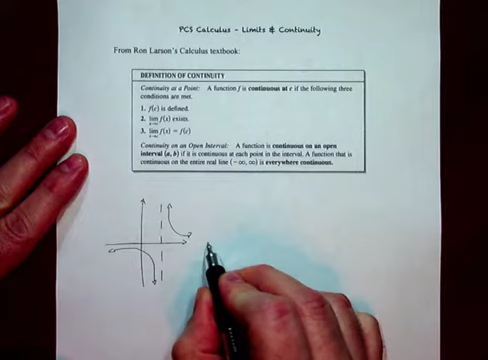 PCS Calculus - Limits & Continuity
From Ron Larson's Calculus textbook:
DEFINITION OF CONTINUITY
Continuity at a Point: A function f is continuous at c if the following three
conditions are met.
1. f(c) is defined.
2. lim f(x) exists.
x→c
3. lim f(x) = f(c)
x→c
Continuity on an Open Interval: A function is continuous on an open
interval (a, b) if it is continuous at each point in the interval. A function that is
continuous on the entire real line (−∞, ∞) is everywhere continuous.